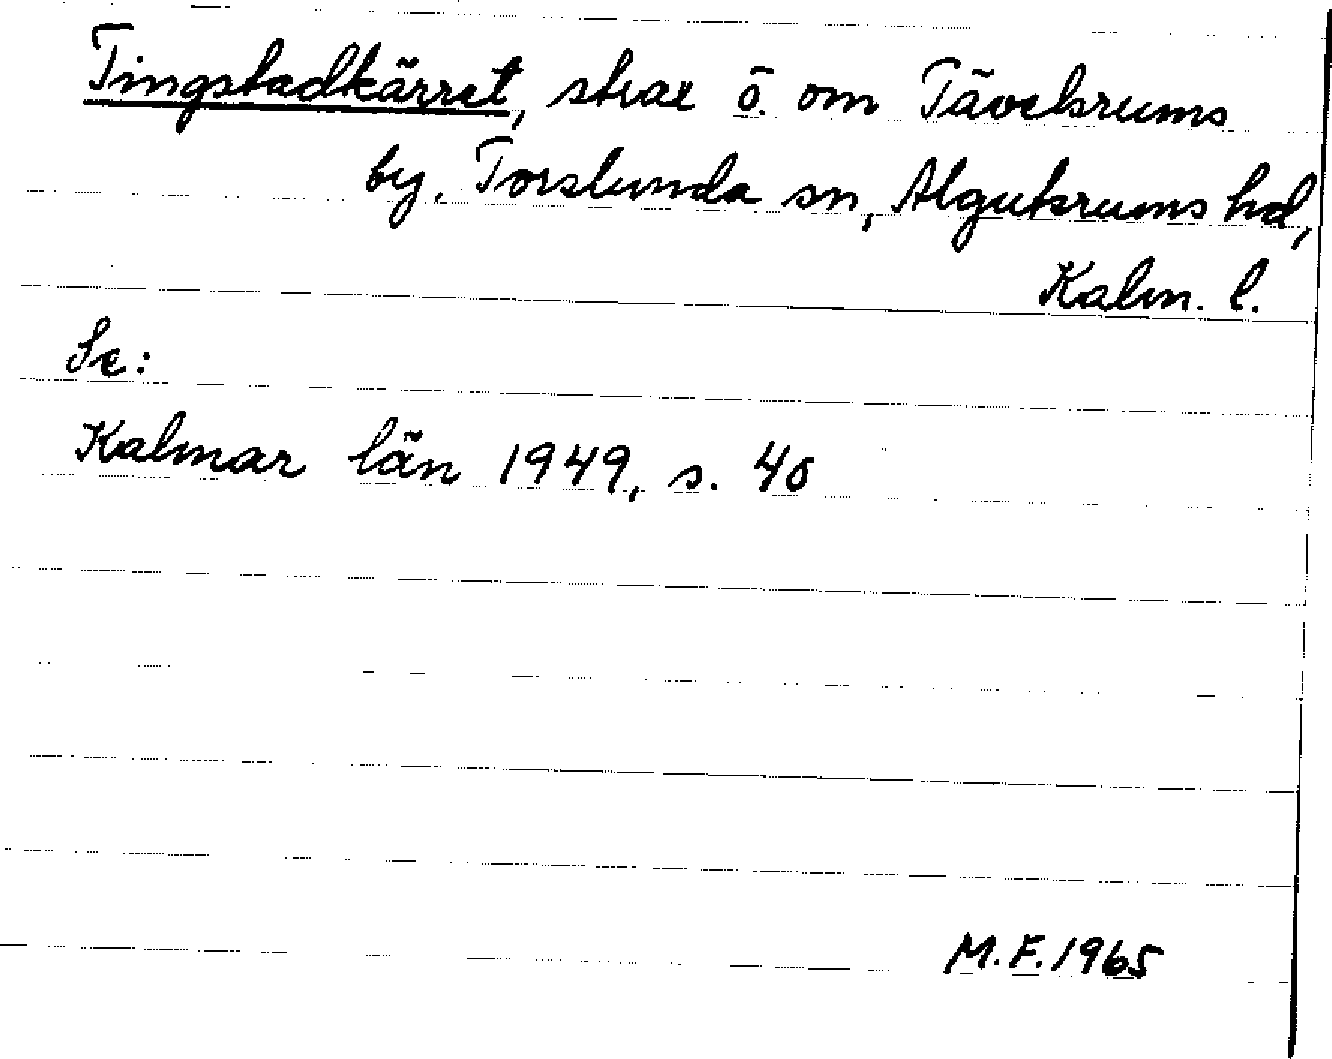 Tingstadkärret, strax ö. om Tävelsrums
by, Torslunda sn, Algutsrums hd,
Kalm. l.
Se:
Kalmar län 1949, s. 40
M.F. 1965